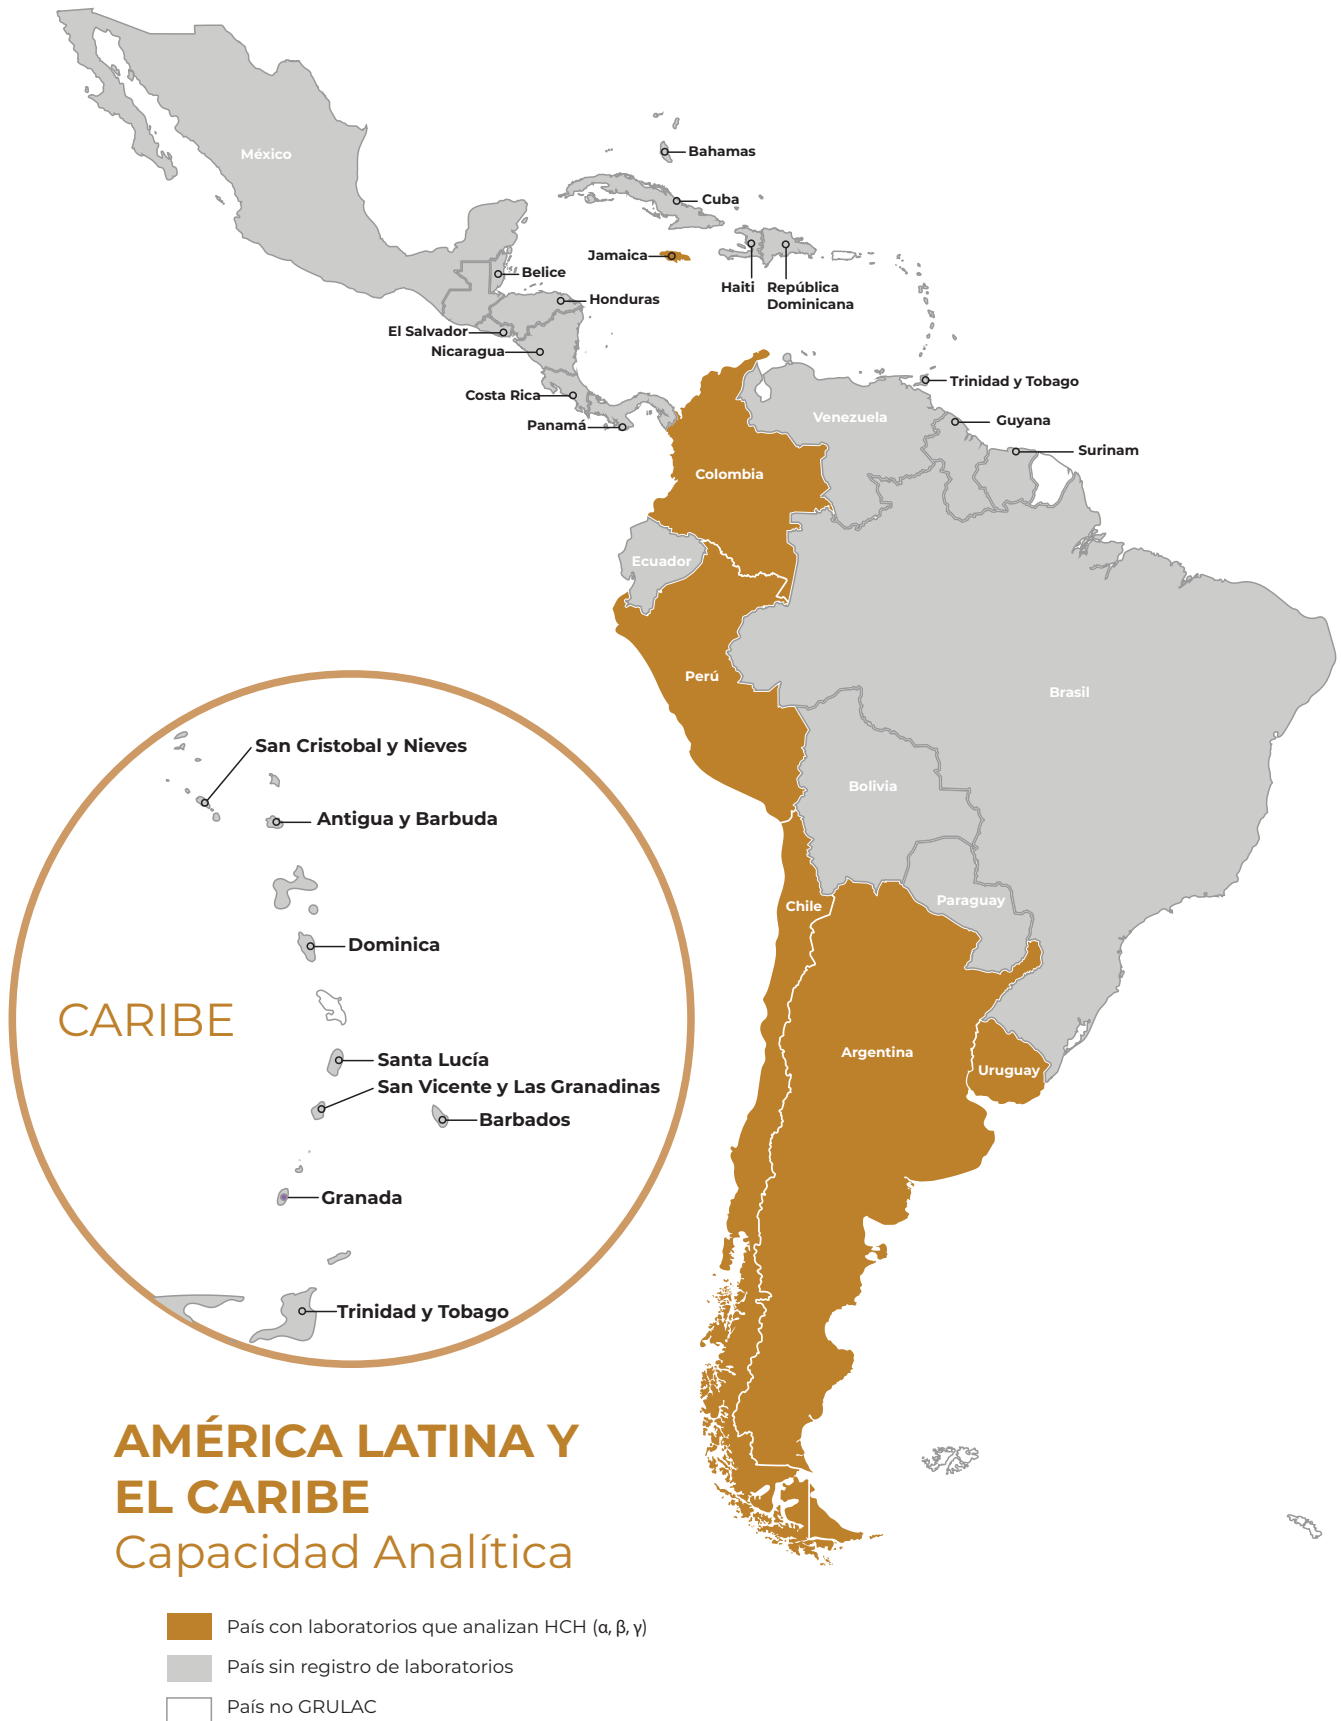 México
Bahamas
Cuba
Jamaica
Haiti
República
Dominicana
Belice
Honduras
El Salvador
Nicaragua
Costa Rica
Panamá
Trinidad y Tobago
Guyana
Surinam
Venezuela
Colombia
Ecuador
Perú
Brasil
Bolivia
Paraguay
Chile
Argentina
Uruguay
CARIBE
San Cristobal y Nieves
Antigua y Barbuda
Dominica
Santa Lucía
San Vicente y Las Granadinas
Barbados
Granada
Trinidad y Tobago
AMÉRICA LATINA Y
EL CARIBE
Capacidad Analítica
País con laboratorios que analizan HCH (α, β, γ)
País sin registro de laboratorios
País no GRULAC